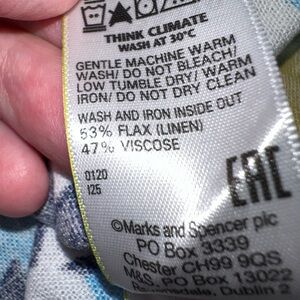 THINK CLIMATE
WASH AT 30°C
GENTLE MACHINE WARM
WASH/ DO NOT BLEACH/
LOW TUMBLE DRY/ WARM
IRON/ DO NOT DRY CLEAN
WASH AND IRON INSIDE OUT
53% FLAX (LINEN)
47% VISCOSE
0120
I25
EAC
©Marks and Spencer plc
PO Box 3339
Chester CH99 9QS
M&S, PO Box 13022
Dublin 2